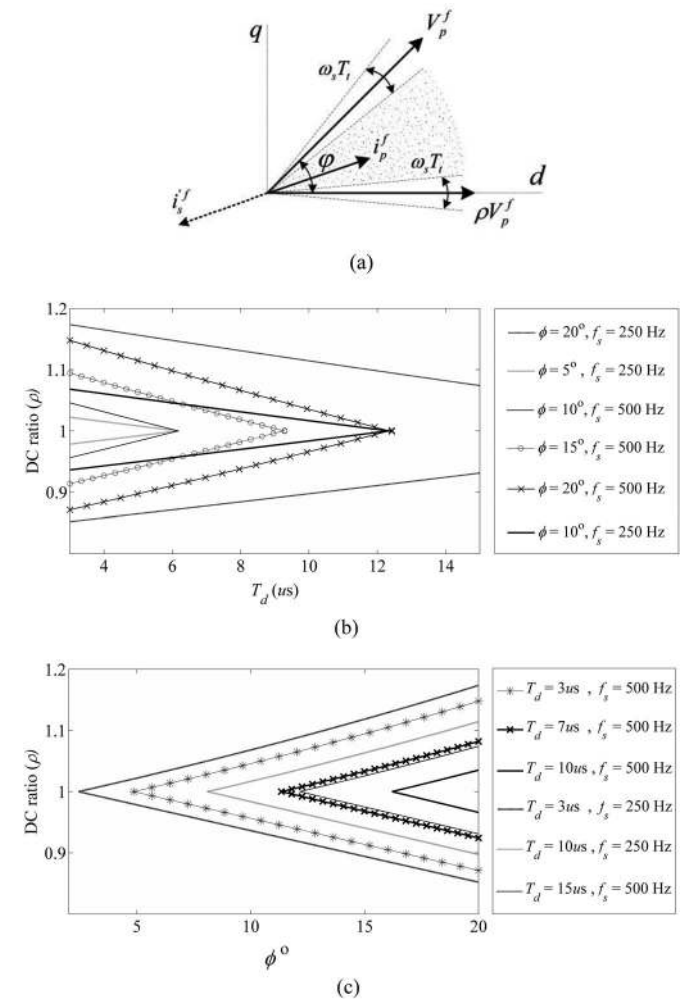 q
V_p^f
ω_s T_t
i_p^f
φ
ω_s T_t
d
i_s'^f
ρV_p^f
(a)
1.2
1.1
1
0.9
DC ratio (ρ)
4 6 8 10 12 14
T_d (us)
ϕ = 20°, f_s = 250 Hz
ϕ = 5° , f_s = 250 Hz
ϕ = 10°, f_s = 500 Hz
ϕ = 15°, f_s = 500 Hz
ϕ = 20°, f_s = 500 Hz
ϕ = 10°, f_s = 250 Hz
(b)
1.2
1.1
1
0.9
DC ratio (ρ)
5 10 15 20
ϕ°
T_d = 3us , f_s = 500 Hz
T_d = 7us , f_s = 500 Hz
T_d = 10us , f_s = 500 Hz
T_d = 3us , f_s = 250 Hz
T_d = 10us , f_s = 250 Hz
T_d = 15us , f_s = 500 Hz
(c)